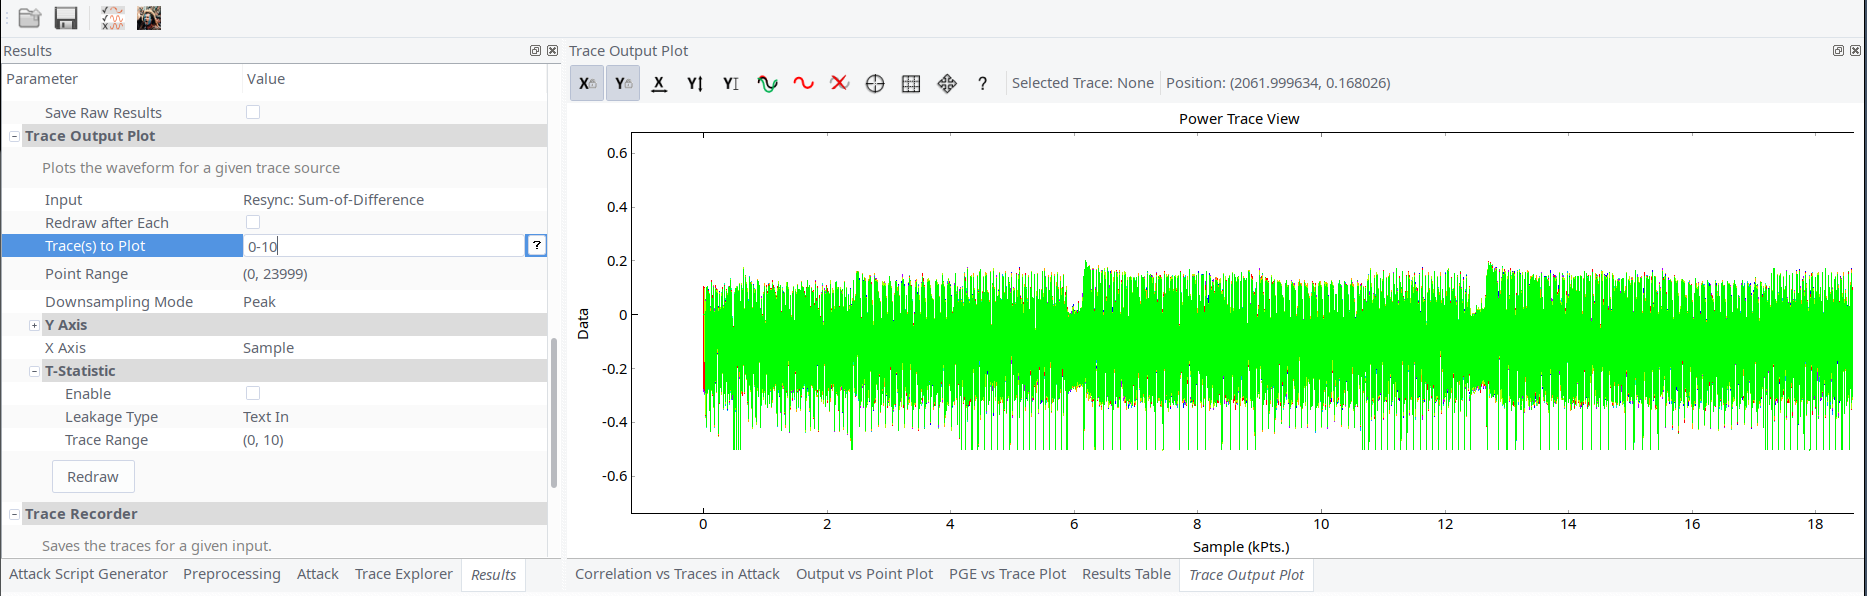 Results
Parameter Value
Save Raw Results
Trace Output Plot
Plots the waveform for a given trace source
Input Resync: Sum-of-Difference
Redraw after Each
Trace(s) to Plot 0-10 ?
Point Range (0, 23999)
Downsampling Mode Peak
Y Axis
X Axis Sample
T-Statistic
Enable
Leakage Type Text In
Trace Range (0, 10)
Redraw
Trace Recorder
Saves the traces for a given input.
Attack Script Generator Preprocessing Attack Trace Explorer Results
Trace Output Plot
X Y X Y Y ? Selected Trace: None Position: (2061.999634, 0.168026)
Power Trace View
0.6
0.4
0.2
0
-0.2
-0.4
-0.6
Data
0 2 4 6 8 10 12 14 16 18
Sample (kPts.)
Correlation vs Traces in Attack Output vs Point Plot PGE vs Trace Plot Results Table Trace Output Plot